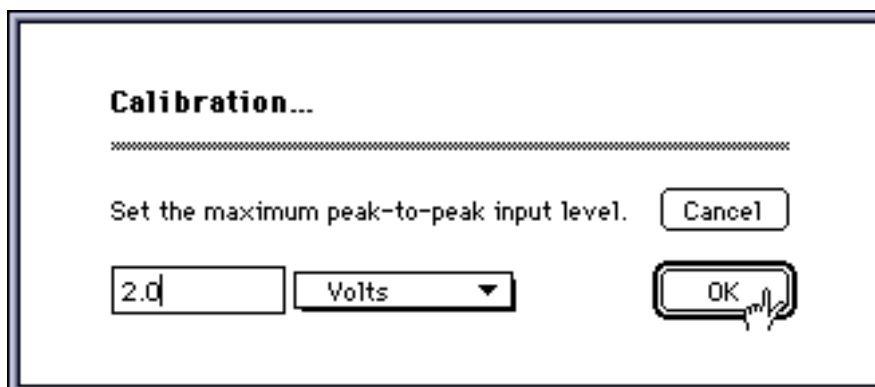 Calibration...
Set the maximum peak-to-peak input level.
Cancel
2.0
Volts
OK